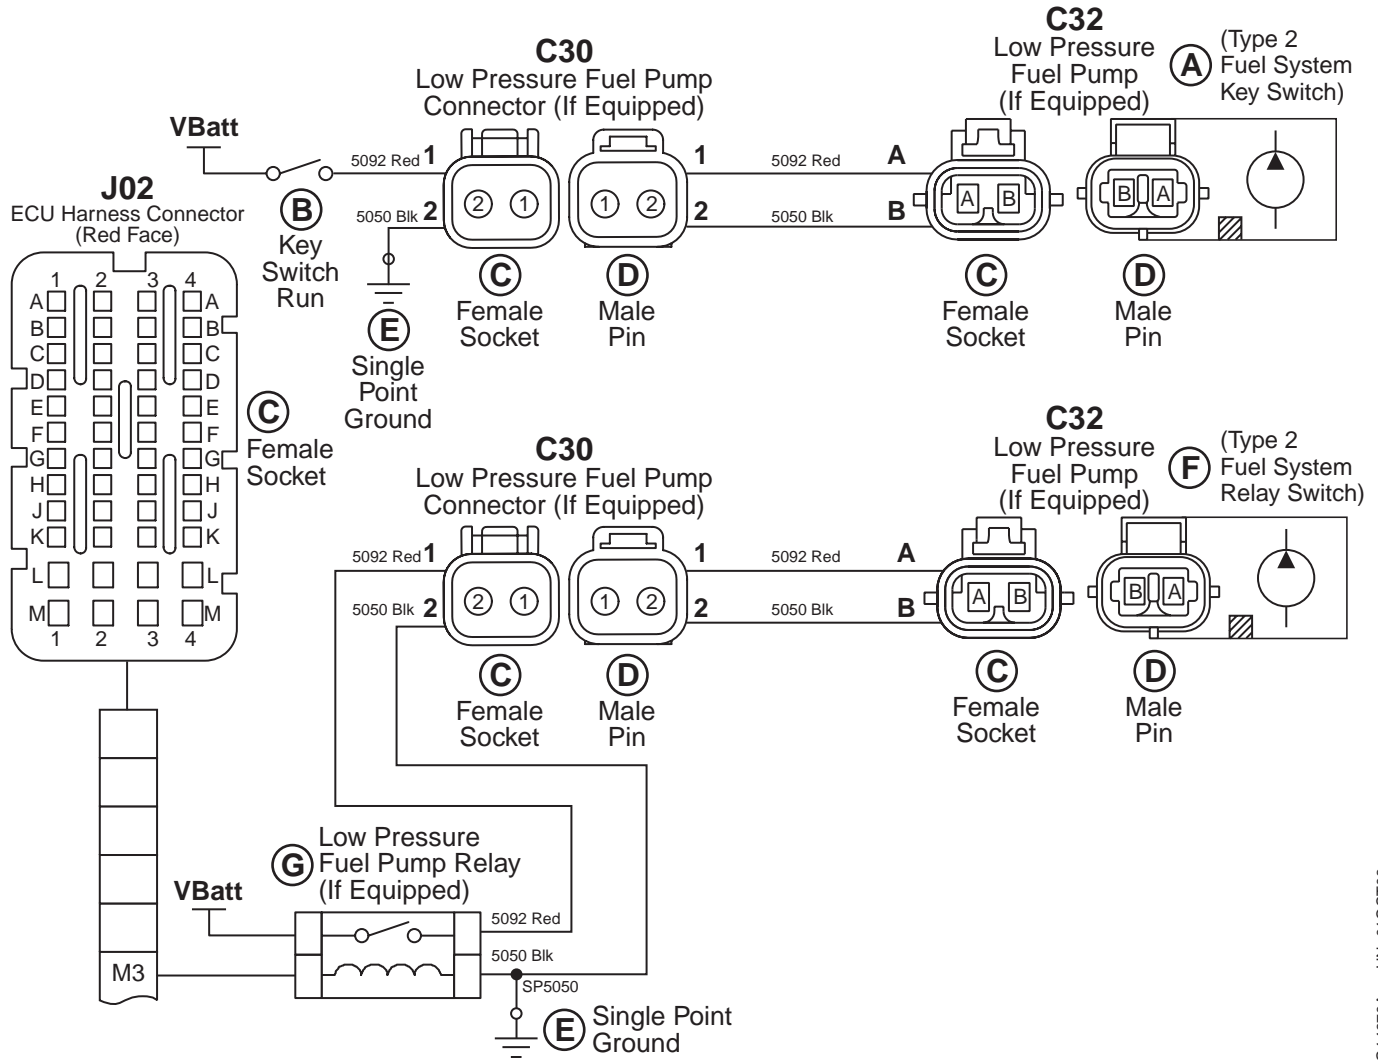 C30
Low Pressure Fuel Pump
Connector (If Equipped)
C32
Low Pressure
Fuel Pump
(If Equipped)
A
(Type 2
Fuel System
Key Switch)
VBatt
5092 Red 1
5050 Blk 2
2 1
1 2
1
2
5092 Red
5050 Blk
A
B
A B
B A
B
Key
Switch
Run
E
Single
Point
Ground
C
Female
Socket
D
Male
Pin
C
Female
Socket
D
Male
Pin
J02
ECU Harness Connector
(Red Face)
1 2 3 4
A A
B B
C C
D D
E E
F F
G G
H H
J J
K K
L L
M M
1 2 3 4
C
Female
Socket
C30
Low Pressure Fuel Pump
Connector (If Equipped)
C32
Low Pressure
Fuel Pump
(If Equipped)
F
(Type 2
Fuel System
Relay Switch)
5092 Red 1
5050 Blk 2
2 1
1 2
1
2
5092 Red
5050 Blk
A
B
A B
B A
C
Female
Socket
D
Male
Pin
C
Female
Socket
D
Male
Pin
G
Low Pressure
Fuel Pump Relay
(If Equipped)
VBatt
5092 Red
5050 Blk
M3
SP5050
E
Single Point
Ground